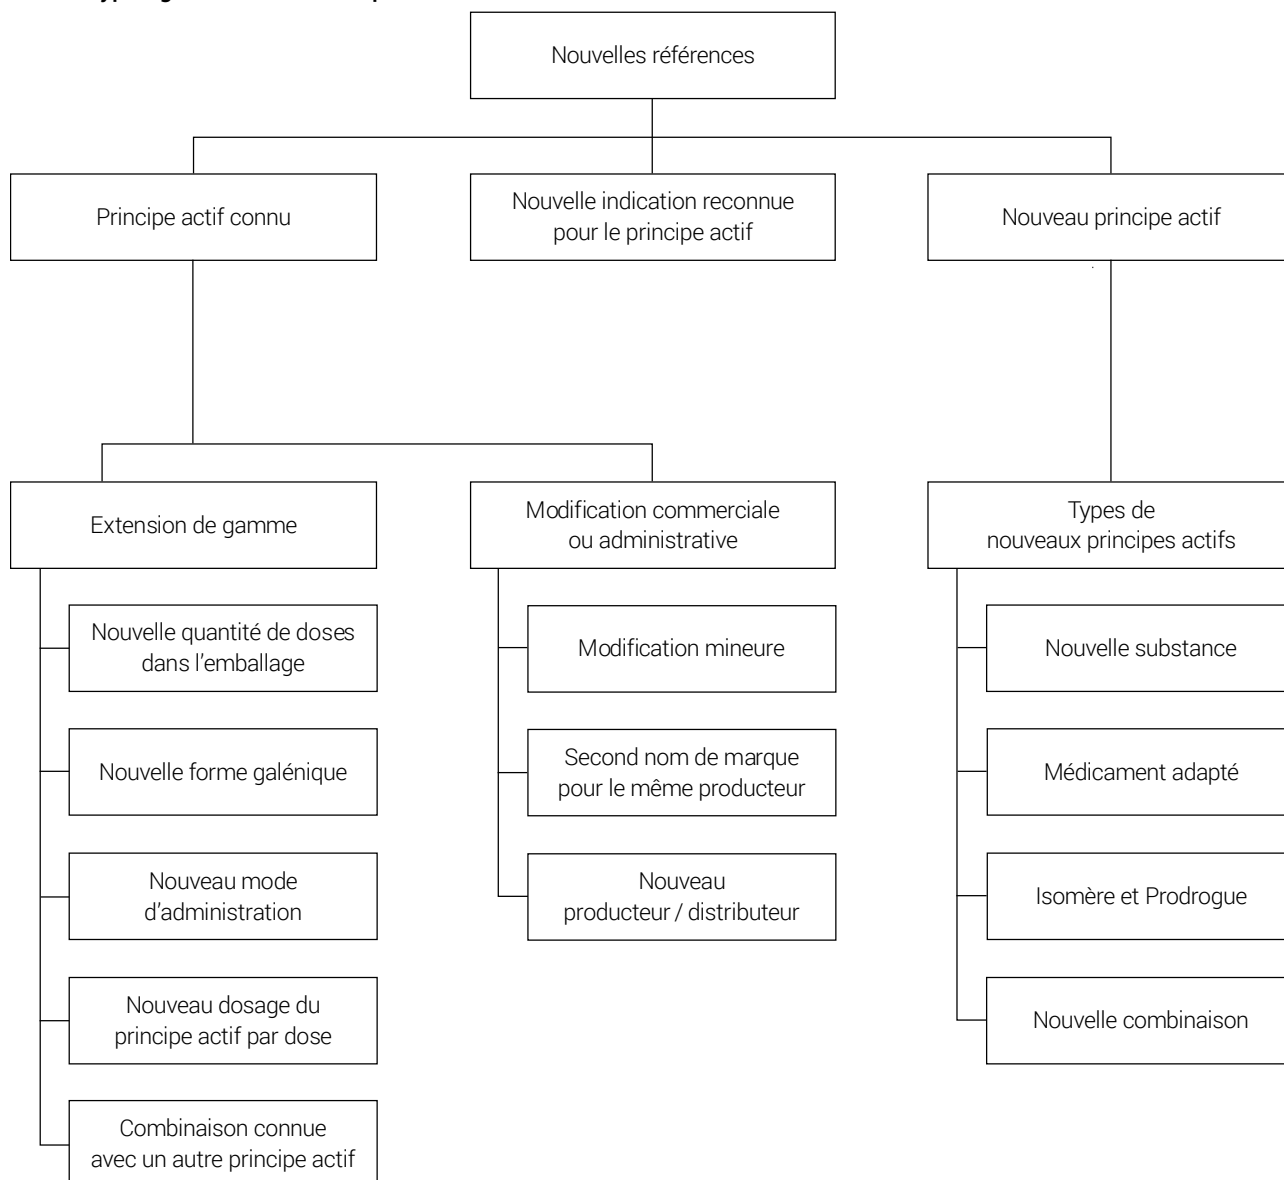 Nouvelles références
Principe actif connu
Nouvelle indication reconnue
pour le principe actif
Nouveau principe actif
Extension de gamme
Modification commerciale
ou administrative
Types de
nouveaux principes actifs
Nouvelle quantité de doses
dans l'emballage
Nouvelle forme galénique
Nouveau mode
d'administration
Nouveau dosage du
principe actif par dose
Combinaison connue
avec un autre principe actif
Modification mineure
Second nom de marque
pour le même producteur
Nouveau
producteur / distributeur
Nouvelle substance
Médicament adapté
Isomère et Prodrogue
Nouvelle combinaison